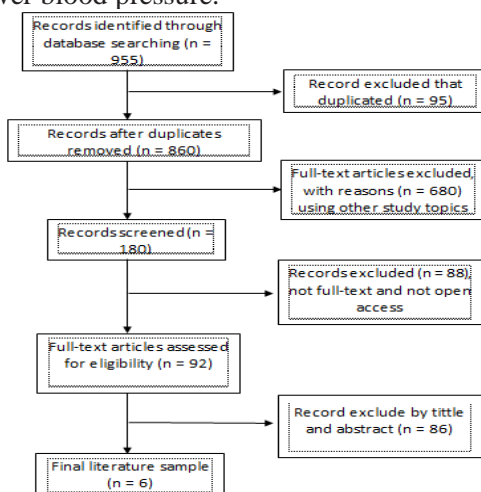 ver blood pressure.
Records identified through
database searching (n =
955)
Record excluded that
duplicated (n = 95)
Records after duplicates
removed (n = 860)
Full-text articles excluded,
with reasons (n = 680)
using other study topics
Records screened (n =
180)
Records excluded (n = 88),
not full-text and not open
access
Full-text articles assessed
for eligibility (n = 92)
Record exclude by tittle
and abstract (n = 86)
Final literature sample
(n = 6)